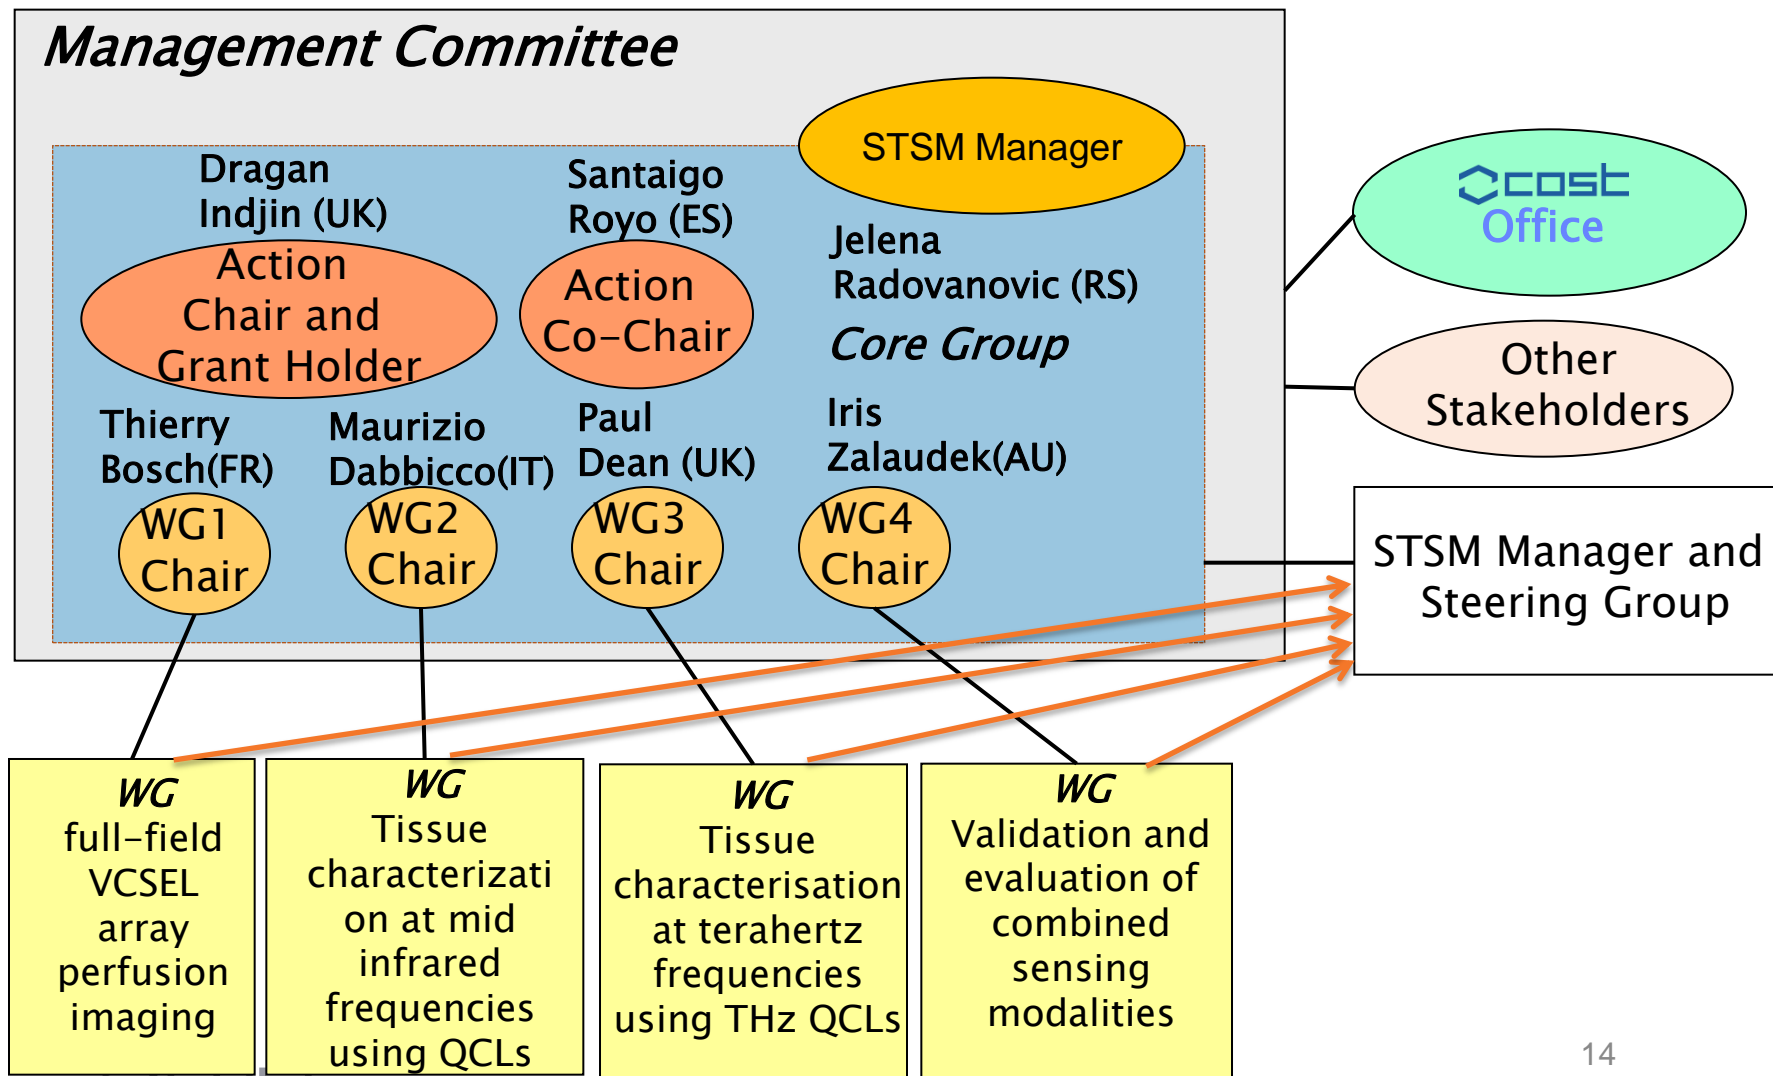 Management Committee
STSM Manager
Dragan
Indjin (UK)
Santaigo
Royo (ES)
Jelena
Radovanovic (RS)
Action
Chair and
Grant Holder
Action
Co-Chair
Core Group
Thierry
Bosch(FR)
Maurizio
Dabbicco(IT)
Paul
Dean (UK)
Iris
Zalaudek(AU)
WG1
Chair
WG2
Chair
WG3
Chair
WG4
Chair
cost
Office
Other
Stakeholders
STSM Manager and
Steering Group
WG
full-field
VCSEL
array
perfusion
imaging
WG
Tissue
characterizati
on at mid
infrared
frequencies
using QCLs
WG
Tissue
characterisation
at terahertz
frequencies
using THz QCLs
WG
Validation and
evaluation of
combined
sensing
modalities
14